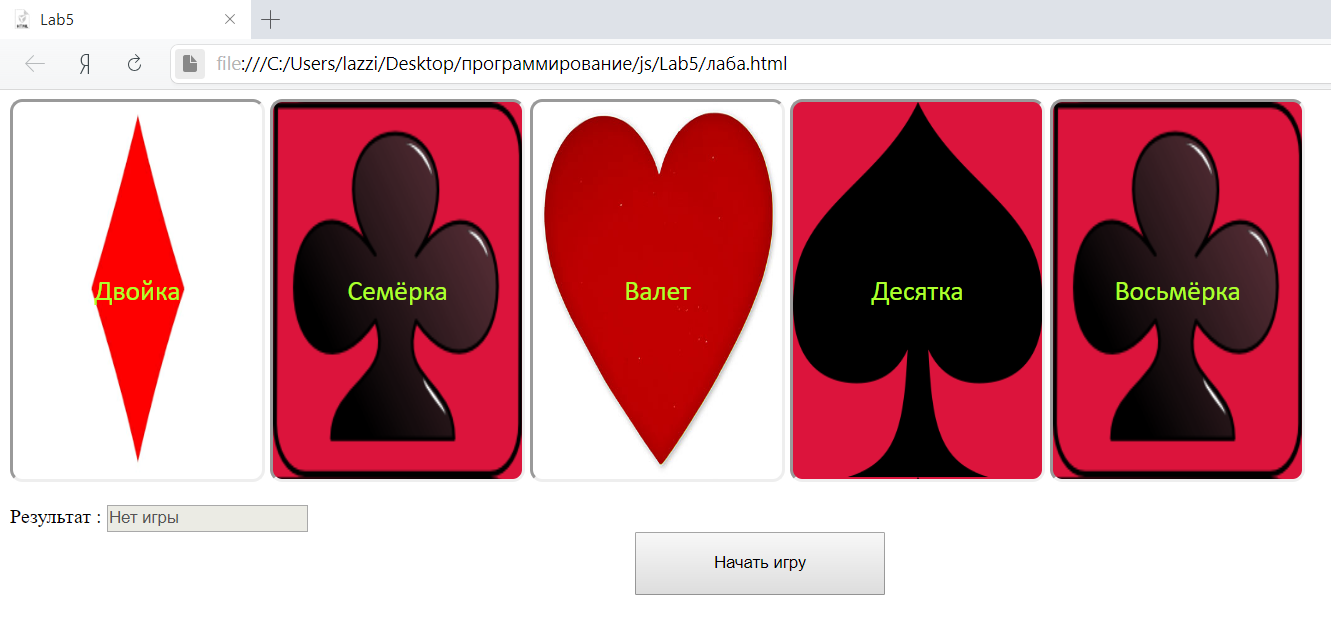 Lab5
file:///C:/Users/lazzi/Desktop/программирование/js/Lab5/лаба.html
Двойка Семёрка Валет Десятка Восьмёрка
Результат : Нет игры
Начать игру